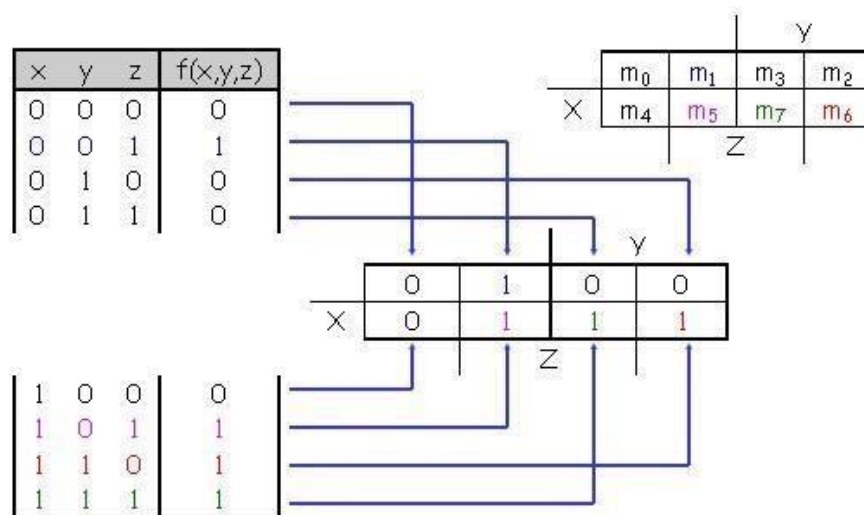 Y
x y z f(x,y,z)
m0 m1 m3 m2
0 0 0 0
X m4 m5 m7 m6
0 0 1 1
Z
0 1 0 0
0 1 1 0
Y
0 1 0 0
X 0 1 1 1
Z
1 0 0 0
1 0 1 1
1 1 0 1
1 1 1 1